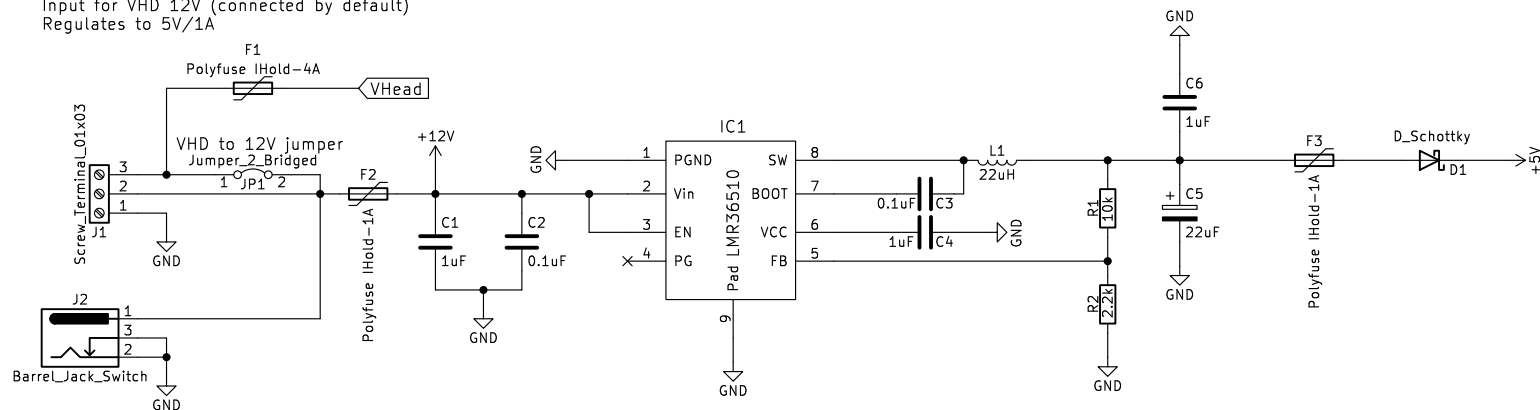 Input for VHD 12V (connected by default)
Regulates to 5V/1A
F1
Polyfuse IHold-4A
VHead
Screw_Terminal_01x03
J1
3
2
1
GND
VHD to 12V jumper
Jumper_2_Bridged
1
JP1
2
J2
1
3
2
Barrel_Jack_Switch
GND
F2
Polyfuse IHold-1A
+12V
C1
1uF
C2
0.1uF
GND
GND
IC1
1
PGND
2
Vin
3
EN
4
PG
Pad LMR36510
SW
8
BOOT
7
VCC
6
FB
5
9
GND
0.1uF
C3
1uF
C4
GND
L1
22uH
R1
10k
R2
2.2k
GND
GND
C6
1uF
+
C5
22uF
GND
F3
Polyfuse IHold-1A
D_Schottky
D1
+5V